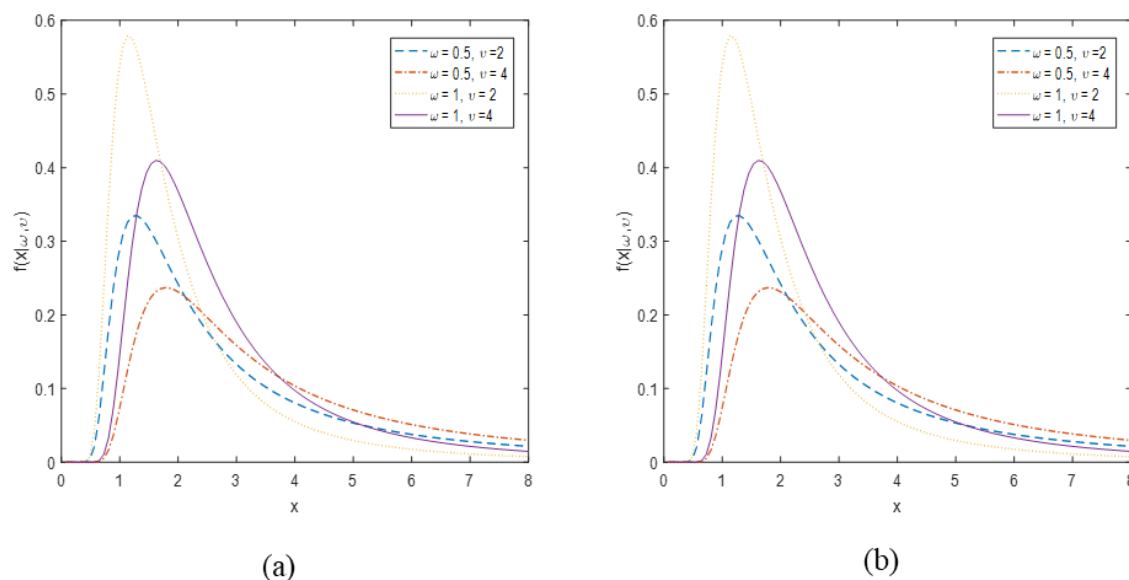 0.6
0.5
0.4
0.3
0.2
0.1
0
0 1 2 3 4 5 6 7 8
f(x|ω,υ)
x
ω = 0.5, υ =2
ω = 0.5, υ = 4
ω = 1, υ = 2
ω = 1, υ =4
(a)
0.6
0.5
0.4
0.3
0.2
0.1
0
0 1 2 3 4 5 6 7 8
f(x|ω,υ)
x
ω = 0.5, υ =2
ω = 0.5, υ = 4
ω = 1, υ = 2
ω = 1, υ =4
(b)